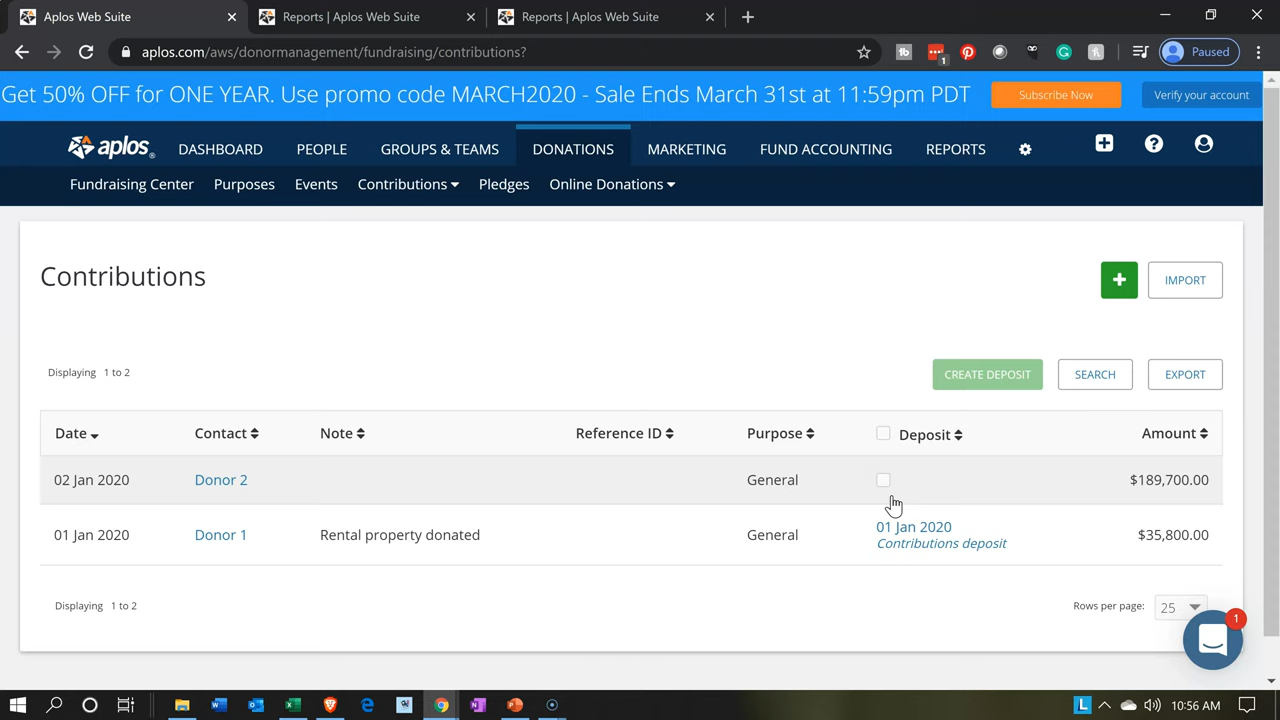 Aplos Web Suite
Reports | Aplos Web Suite
Reports | Aplos Web Suite
aplos.com/aws/donormanagement/fundraising/contributions?
1
Paused
Get 50% OFF for ONE YEAR. Use promo code MARCH2020 - Sale Ends March 31st at 11:59pm PDT
Subscribe Now
Verify your account
aplos
DASHBOARD PEOPLE GROUPS & TEAMS DONATIONS MARKETING FUND ACCOUNTING REPORTS
Fundraising Center Purposes Events Contributions Pledges Online Donations
Contributions
IMPORT
Displaying 1 to 2
CREATE DEPOSIT
SEARCH
EXPORT
Date Contact Note Reference ID Purpose Deposit Amount
02 Jan 2020 Donor 2 General $189,700.00
01 Jan 2020 Donor 1 Rental property donated General 01 Jan 2020 $35,800.00
Contributions deposit
Displaying 1 to 2
Rows per page: 25
1
10:56 AM